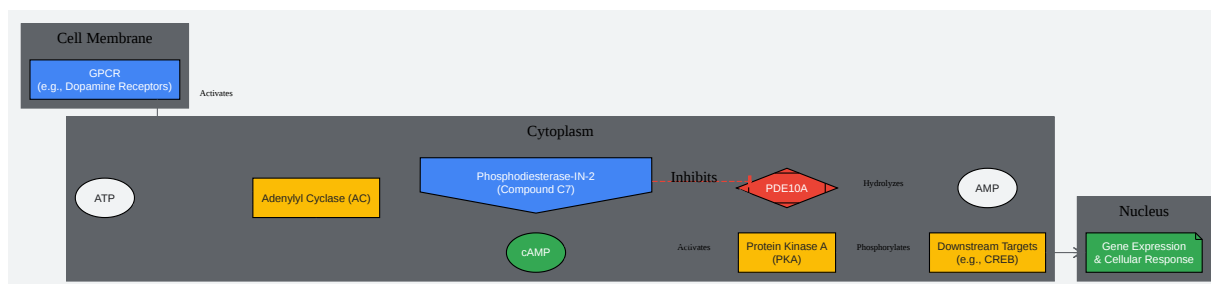 Cell Membrane
GPCR
(e.g., Dopamine Receptors)
Activates
Cytoplasm
ATP
Adenylyl Cyclase (AC)
Phosphodiesterase-IN-2
(Compound C7)
Inhibits
PDE10A
Hydrolyzes
AMP
cAMP
Activates
Protein Kinase A
(PKA)
Phosphorylates
Downstream Targets
(e.g., CREB)
Nucleus
Gene Expression
& Cellular Response